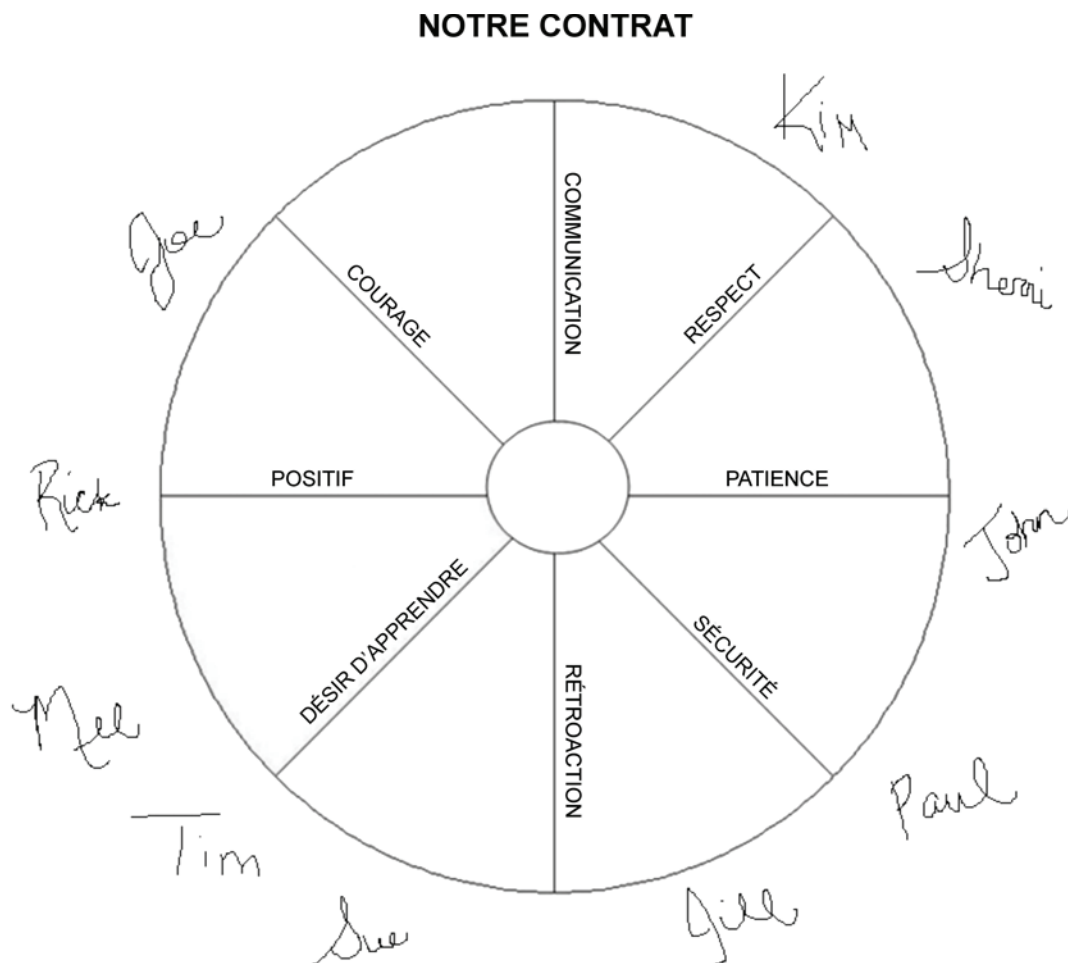 NOTRE CONTRAT
Kim
COMMUNICATION
Joe
COURAGE
RESPECT
Sherri
POSITIF
PATIENCE
Rick
John
DÉSIR D'APPRENDRE
RÉTROACTION
SÉCURITÉ
Paul
Tim
Jill
Sue